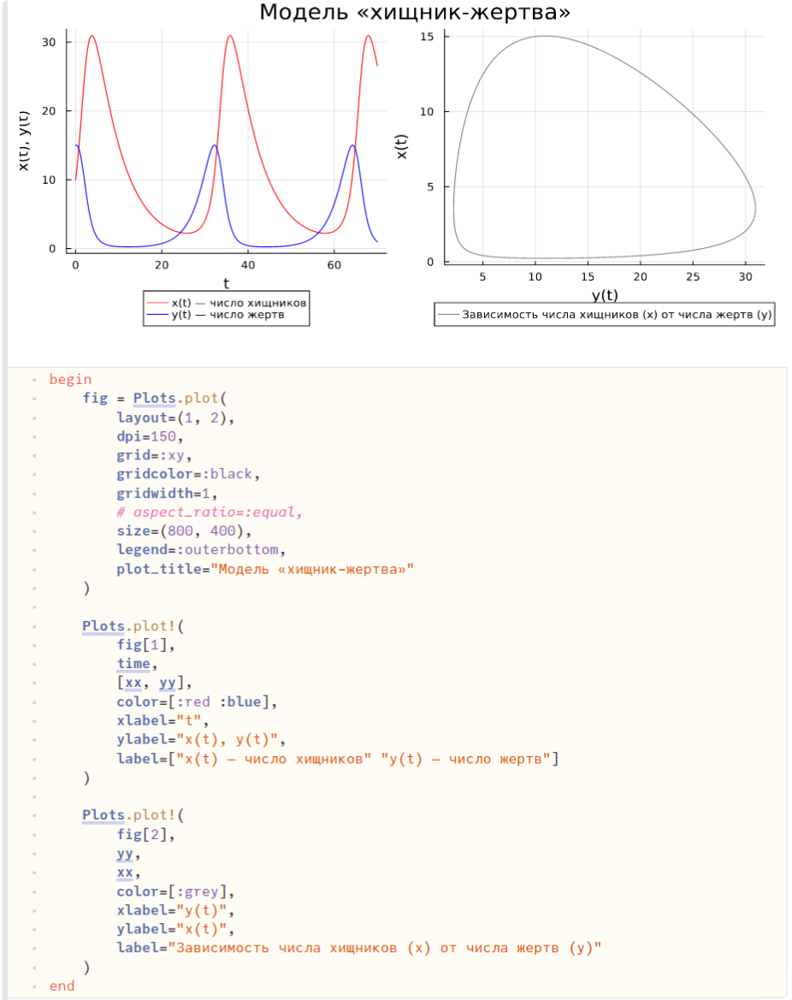 Модель «хищник-жертва»
30
20
10
0
x(t), y(t)
0
20
40
60
t
x(t) — число хищников
y(t) — число жертв
15
10
5
0
x(t)
5
10
15
20
25
30
y(t)
Зависимость числа хищников (x) от числа жертв (y)
begin
fig = Plots.plot(
layout=(1, 2),
dpi=150,
grid=:xy,
gridcolor=:black,
gridwidth=1,
# aspect_ratio=:equal,
size=(800, 400),
legend=:outerbottom,
plot_title="Модель «хищник-жертва»"
)
Plots.plot!(
fig[1],
time,
[xx, yy],
color=[:red :blue],
xlabel="t",
ylabel="x(t), y(t)",
label=["x(t) — число хищников" "y(t) — число жертв"]
)
Plots.plot!(
fig[2],
yy,
xx,
color=[:grey],
xlabel="y(t)",
ylabel="x(t)",
label="Зависимость числа хищников (x) от числа жертв (y)"
)
end